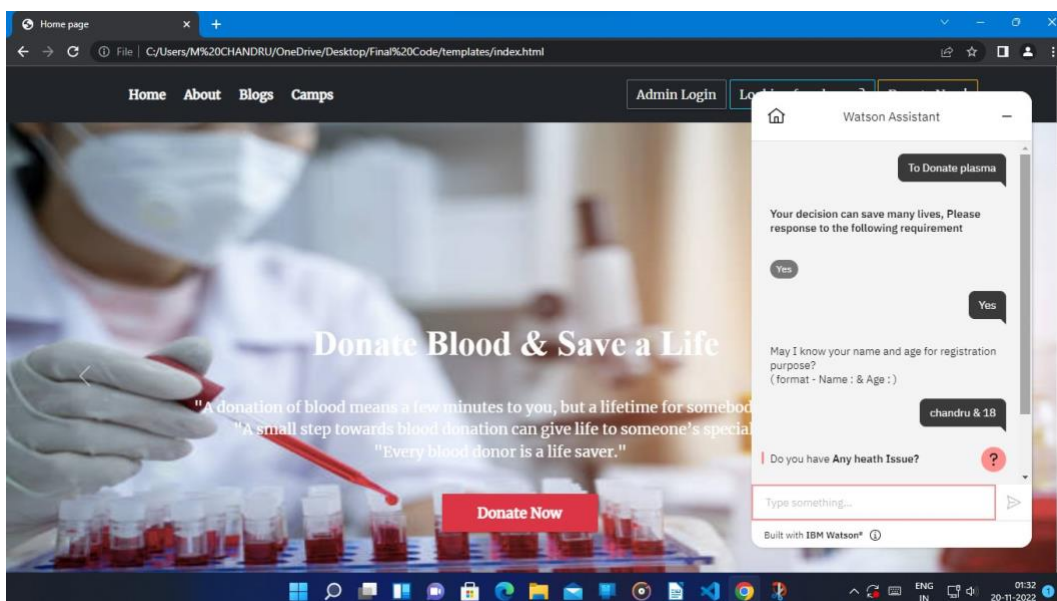 Home page
File C:/Users/M%20CHANDRU/OneDrive/Desktop/Final%20Code/templates/index.html
Home About Blogs Camps
Admin Login
Watson Assistant
To Donate plasma
Your decision can save many lives, Please
response to the following requirement
Yes
Yes
May I know your name and age for registration
purpose?
( format - Name : & Age : )
chandru & 18
Do you have Any heath Issue?
?
Type something...
Built with IBM Watson®
Donate Blood & Save a Life
"A donation of blood means a few minutes to you, but a lifetime for
"A small step towards blood donation can give life to someone's
"Every blood donor is a life saver."
Donate Now
ENG
IN
01:32
20-11-2022
1